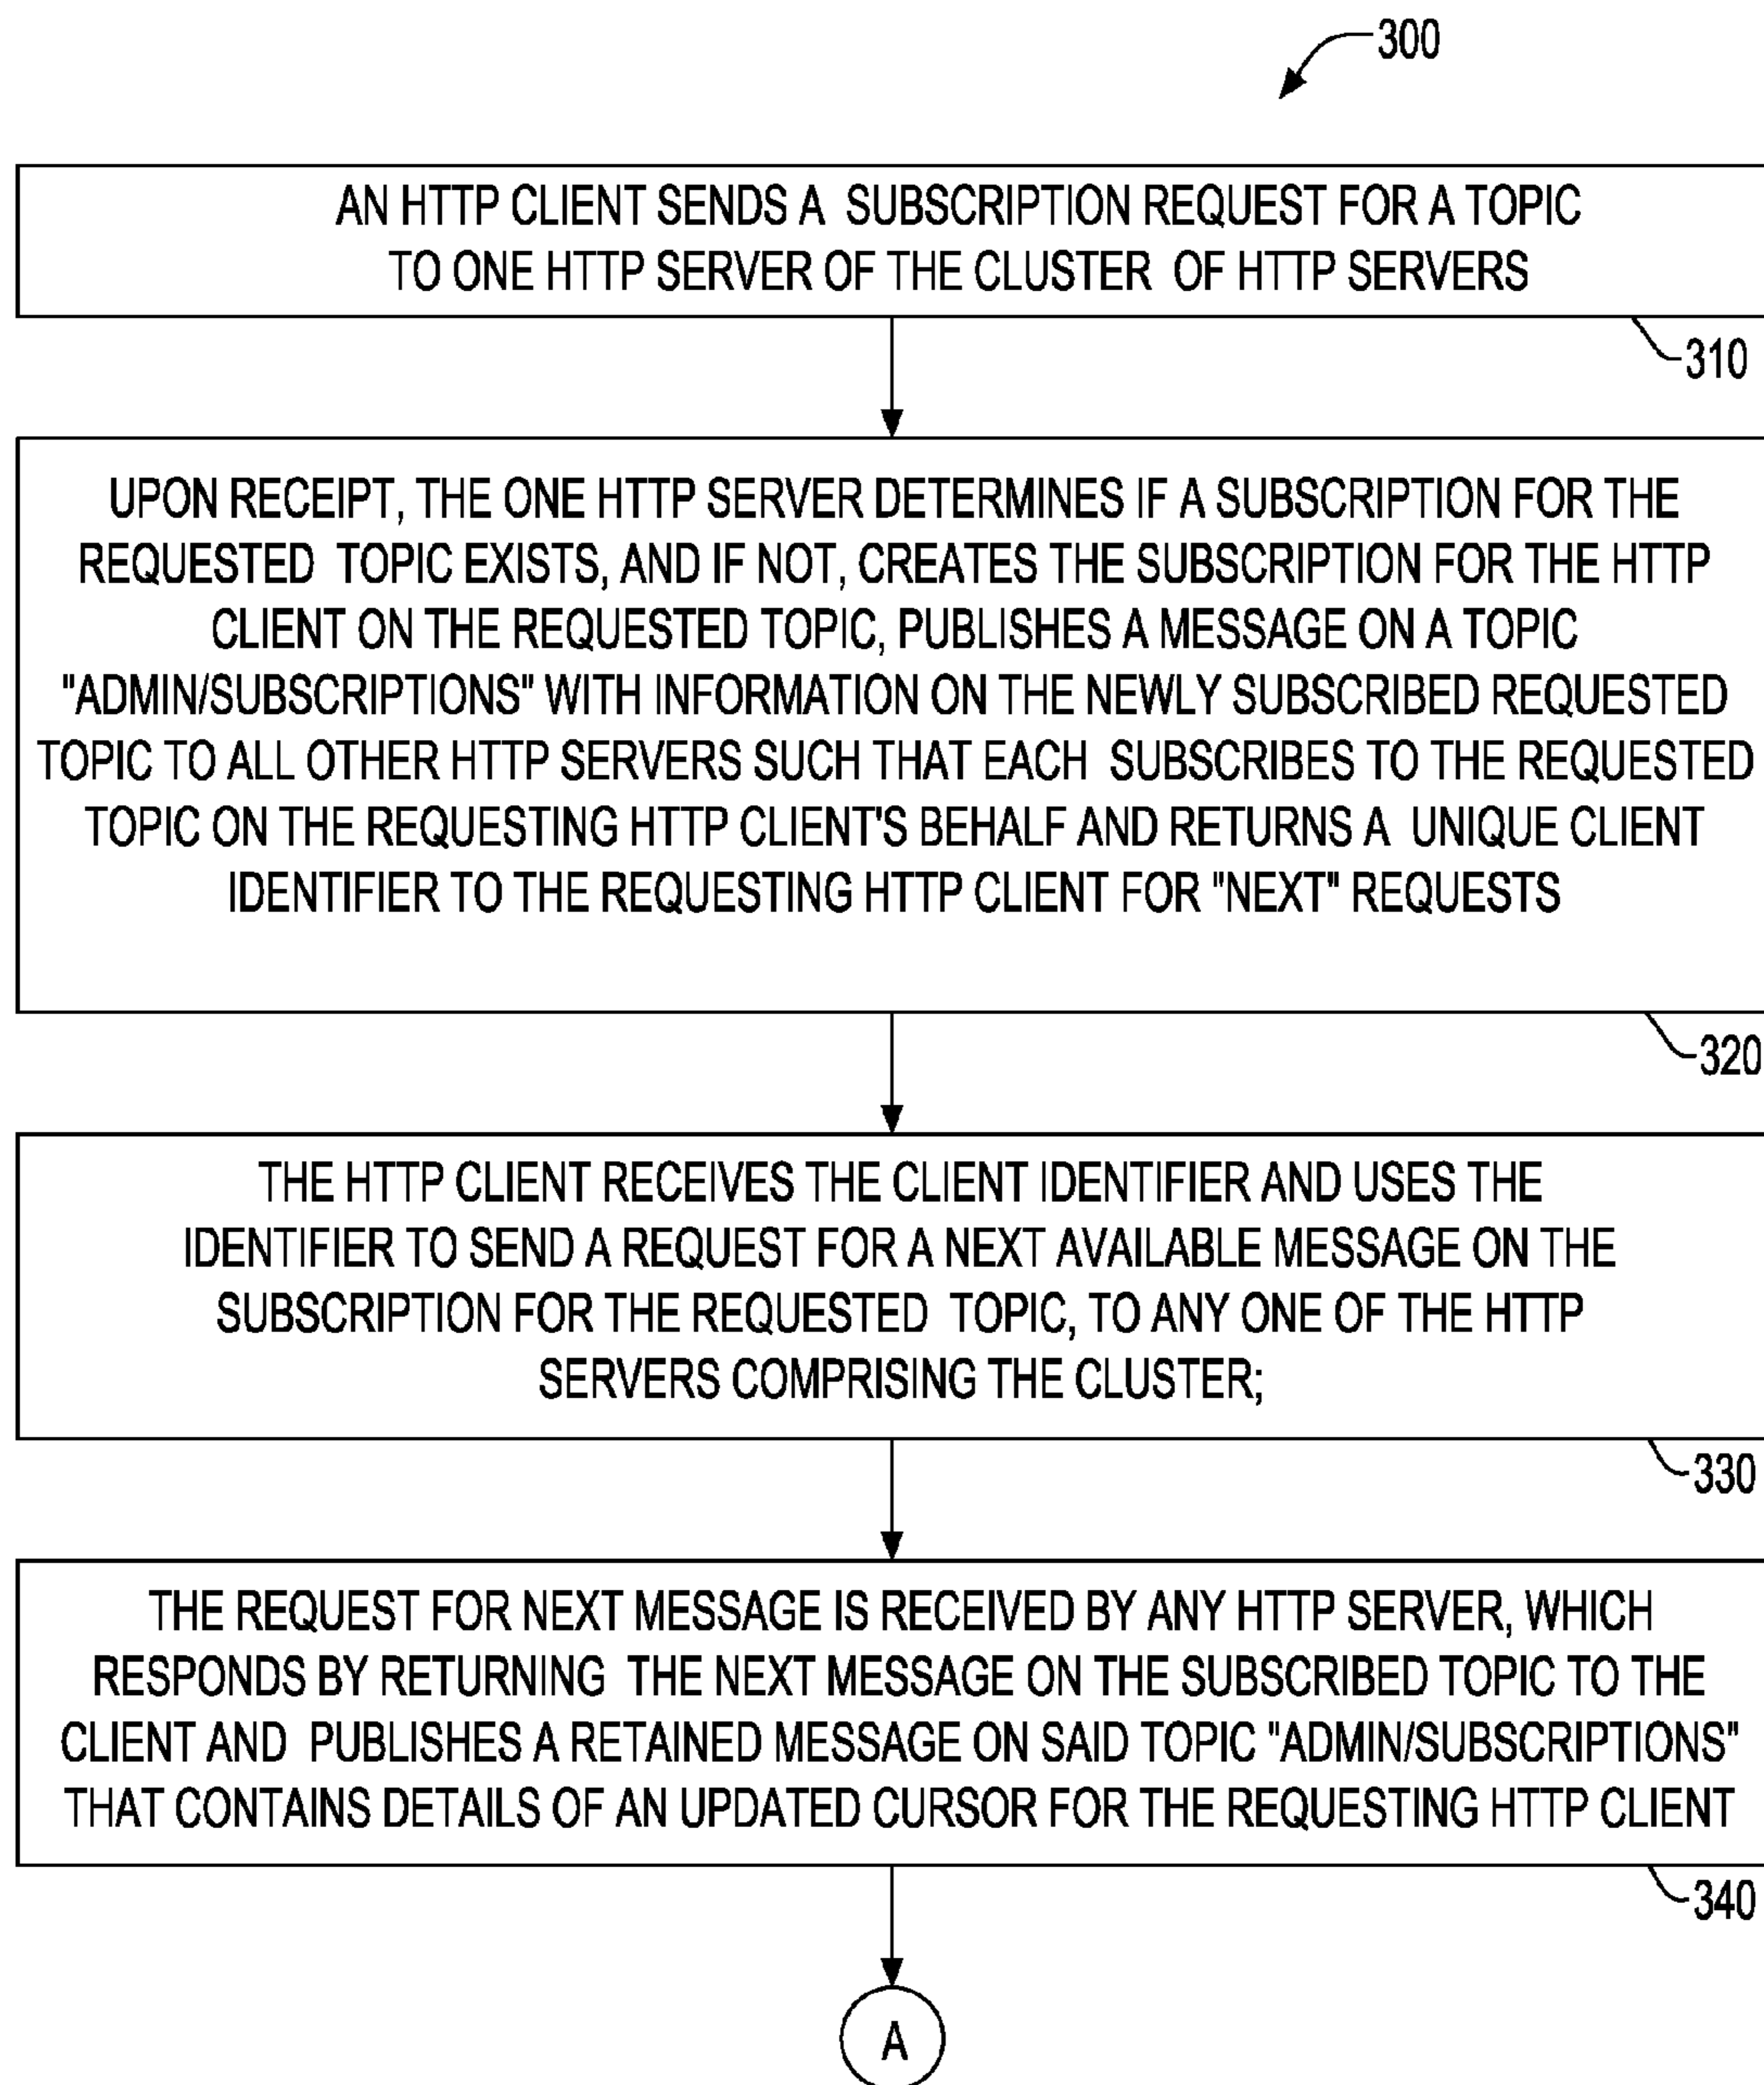 300
AN HTTP CLIENT SENDS A SUBSCRIPTION REQUEST FOR A TOPIC
TO ONE HTTP SERVER OF THE CLUSTER OF HTTP SERVERS
310
UPON RECEIPT, THE ONE HTTP SERVER DETERMINES IF A SUBSCRIPTION FOR THE
REQUESTED TOPIC EXISTS, AND IF NOT, CREATES THE SUBSCRIPTION FOR THE HTTP
CLIENT ON THE REQUESTED TOPIC, PUBLISHES A MESSAGE ON A TOPIC
"ADMIN/SUBSCRIPTIONS" WITH INFORMATION ON THE NEWLY SUBSCRIBED REQUESTED
TOPIC TO ALL OTHER HTTP SERVERS SUCH THAT EACH SUBSCRIBES TO THE REQUESTED
TOPIC ON THE REQUESTING HTTP CLIENT'S BEHALF AND RETURNS A UNIQUE CLIENT
IDENTIFIER TO THE REQUESTING HTTP CLIENT FOR "NEXT" REQUESTS
320
THE HTTP CLIENT RECEIVES THE CLIENT IDENTIFIER AND USES THE
IDENTIFIER TO SEND A REQUEST FOR A NEXT AVAILABLE MESSAGE ON THE
SUBSCRIPTION FOR THE REQUESTED TOPIC, TO ANY ONE OF THE HTTP
SERVERS COMPRISING THE CLUSTER;
330
THE REQUEST FOR NEXT MESSAGE IS RECEIVED BY ANY HTTP SERVER, WHICH
RESPONDS BY RETURNING THE NEXT MESSAGE ON THE SUBSCRIBED TOPIC TO THE
CLIENT AND PUBLISHES A RETAINED MESSAGE ON SAID TOPIC "ADMIN/SUBSCRIPTIONS"
THAT CONTAINS DETAILS OF AN UPDATED CURSOR FOR THE REQUESTING HTTP CLIENT
340
A